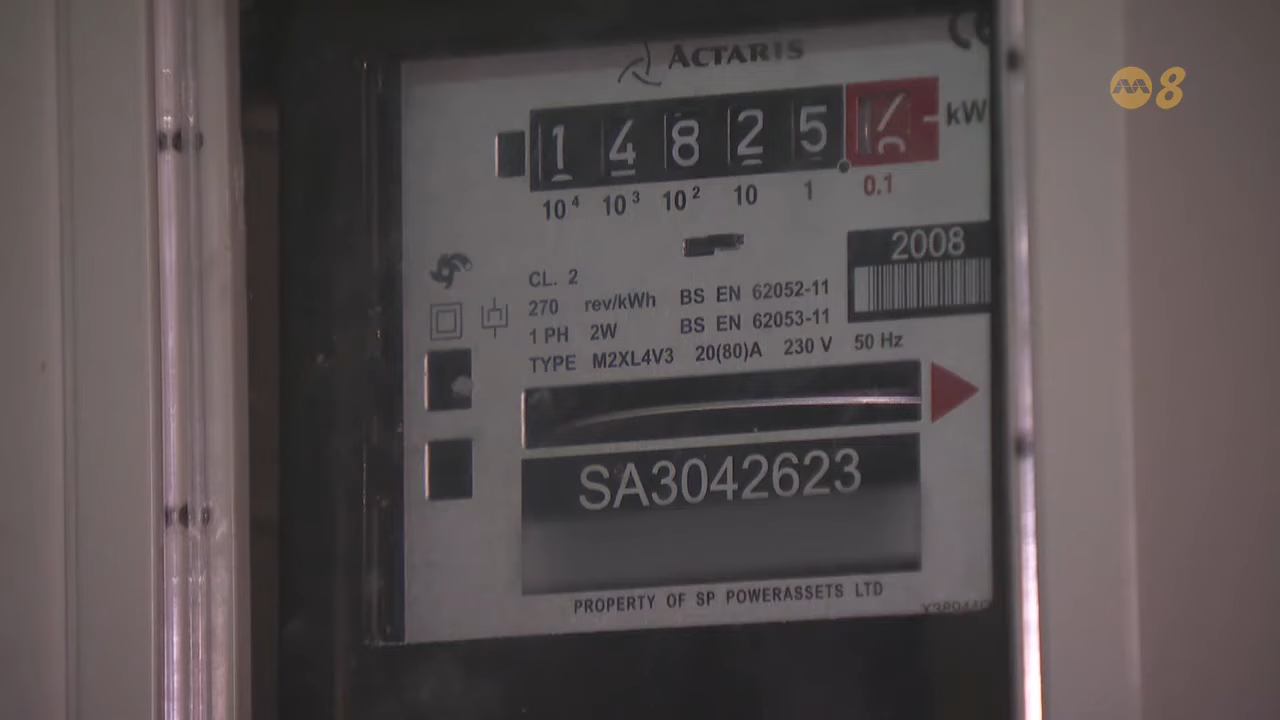 ACTARIS
CE
8
1 4 8 2 5
kW
10⁴ 10³ 10² 10 1 0.1
2008
CL. 2
270 rev/kWh BS EN 62052-11
1 PH 2W BS EN 62053-11
TYPE M2XL4V3 20(80)A 230 V 50 Hz
SA3042623
PROPERTY OF SP POWERASSETS LTD